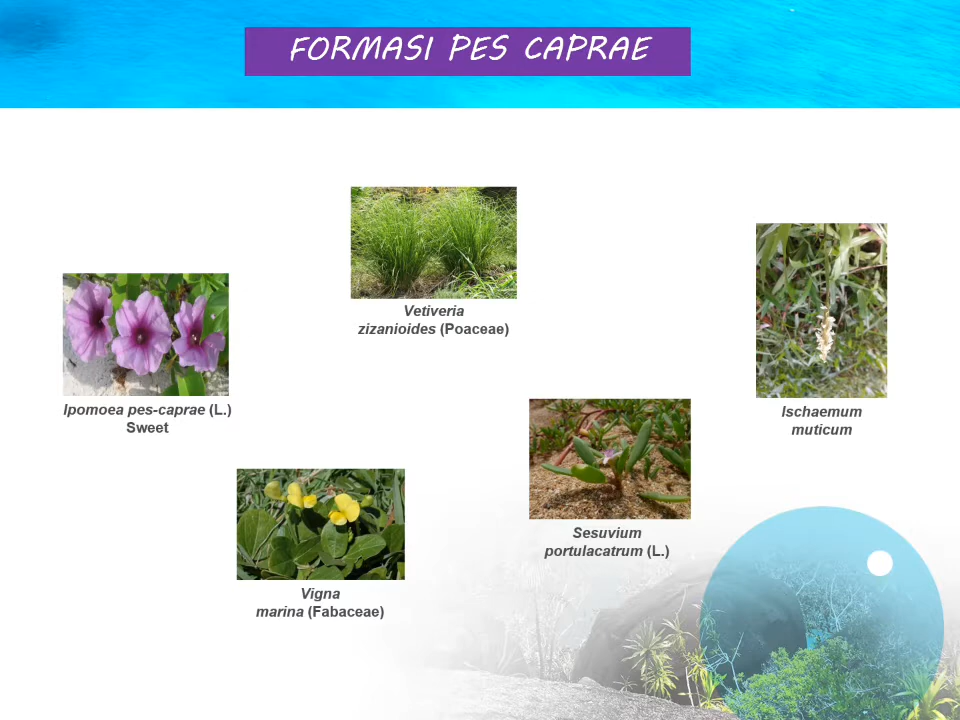 FORMASI PES CAPRAE
Vetiveria
zizanioides (Poaceae)
Ipomoea pes-caprae (L.)
Sweet
Ischaemum
muticum
Sesuvium
portulacatrum (L.)
Vigna
marina (Fabaceae)